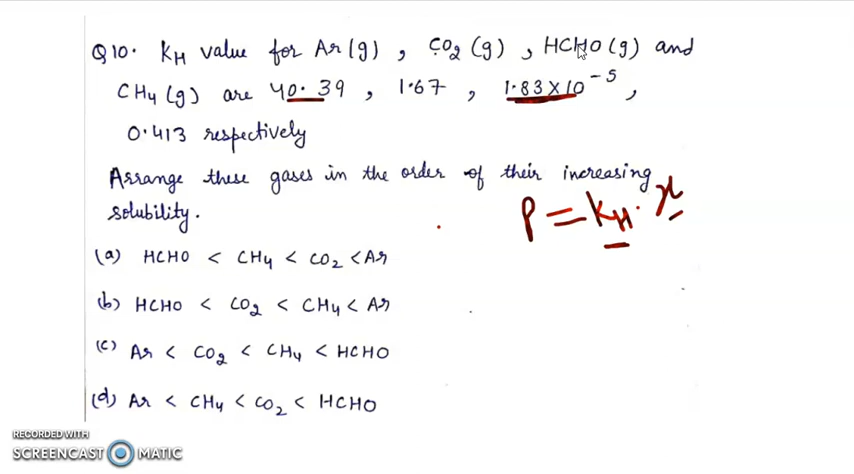 Q10. KH value for Ar(g), CO2(g), HCHO(g) and
CH4(g) are 40.39, 1.67, 1.83×10⁻⁵,
0.413 respectively
Arrange these gases in the order of their increasing
solubility.
P = KH · x
(a) HCHO < CH4 < CO2 < Ar
(b) HCHO < CO2 < CH4 < Ar
(c) Ar < CO2 < CH4 < HCHO
(d) Ar < CH4 < CO2 < HCHO
RECORDED WITH
SCREENCAST MATIC